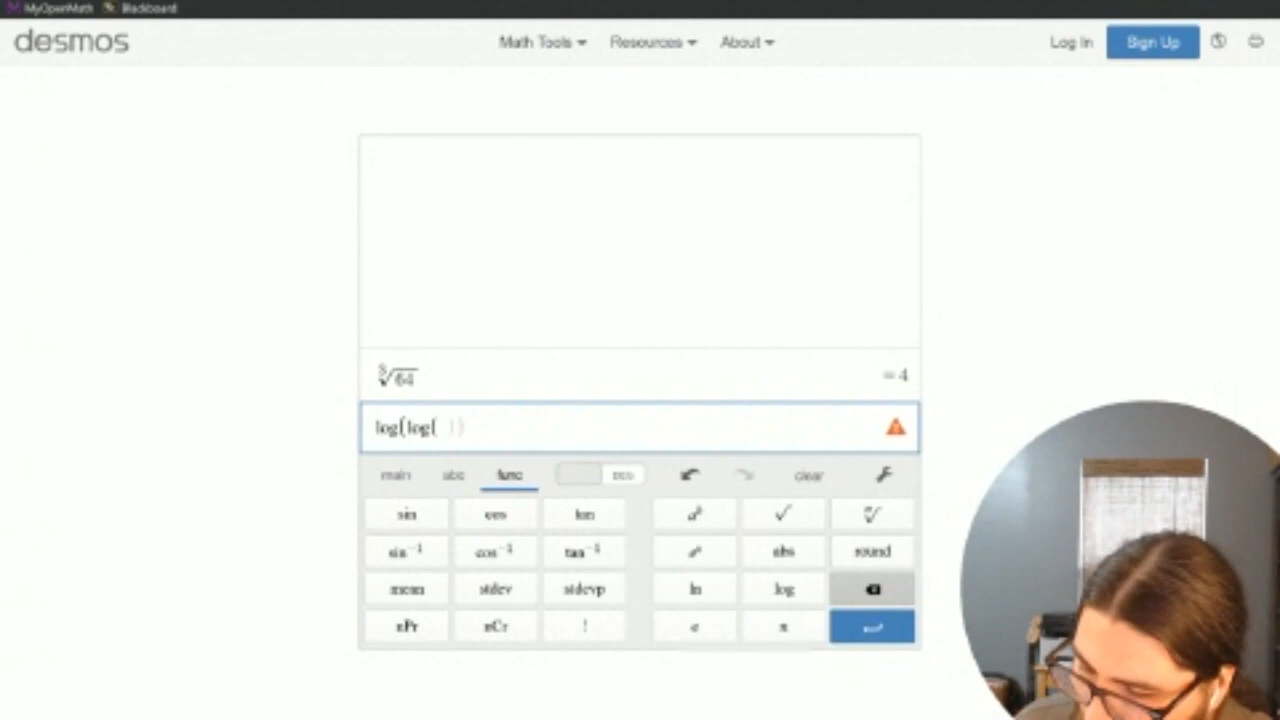 MyOpenMath Blackboard
desmos Math Tools Resources About Log In Sign Up
∛64 = 4
log(log( ))
main abc func clear
sin cos tan a^b √ ⁿ√
sin⁻¹ cos⁻¹ tan⁻¹ abs round
mean stdev stdevp ln log
nPr nCr ! e π